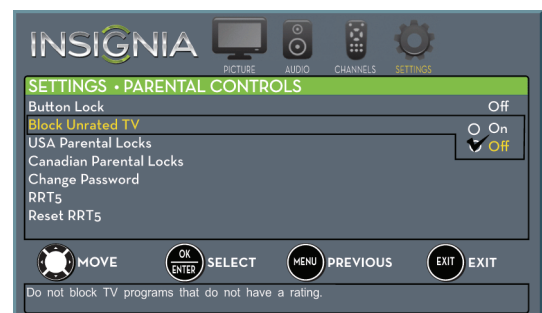 INSIGNIA
PICTURE AUDIO CHANNELS SETTINGS
SETTINGS • PARENTAL CONTROLS
Button Lock Off
Block Unrated TV On
USA Parental Locks Off
Canadian Parental Locks
Change Password
RRT5
Reset RRT5
MOVE OK ENTER SELECT MENU PREVIOUS EXIT EXIT
Do not block TV programs that do not have a rating.